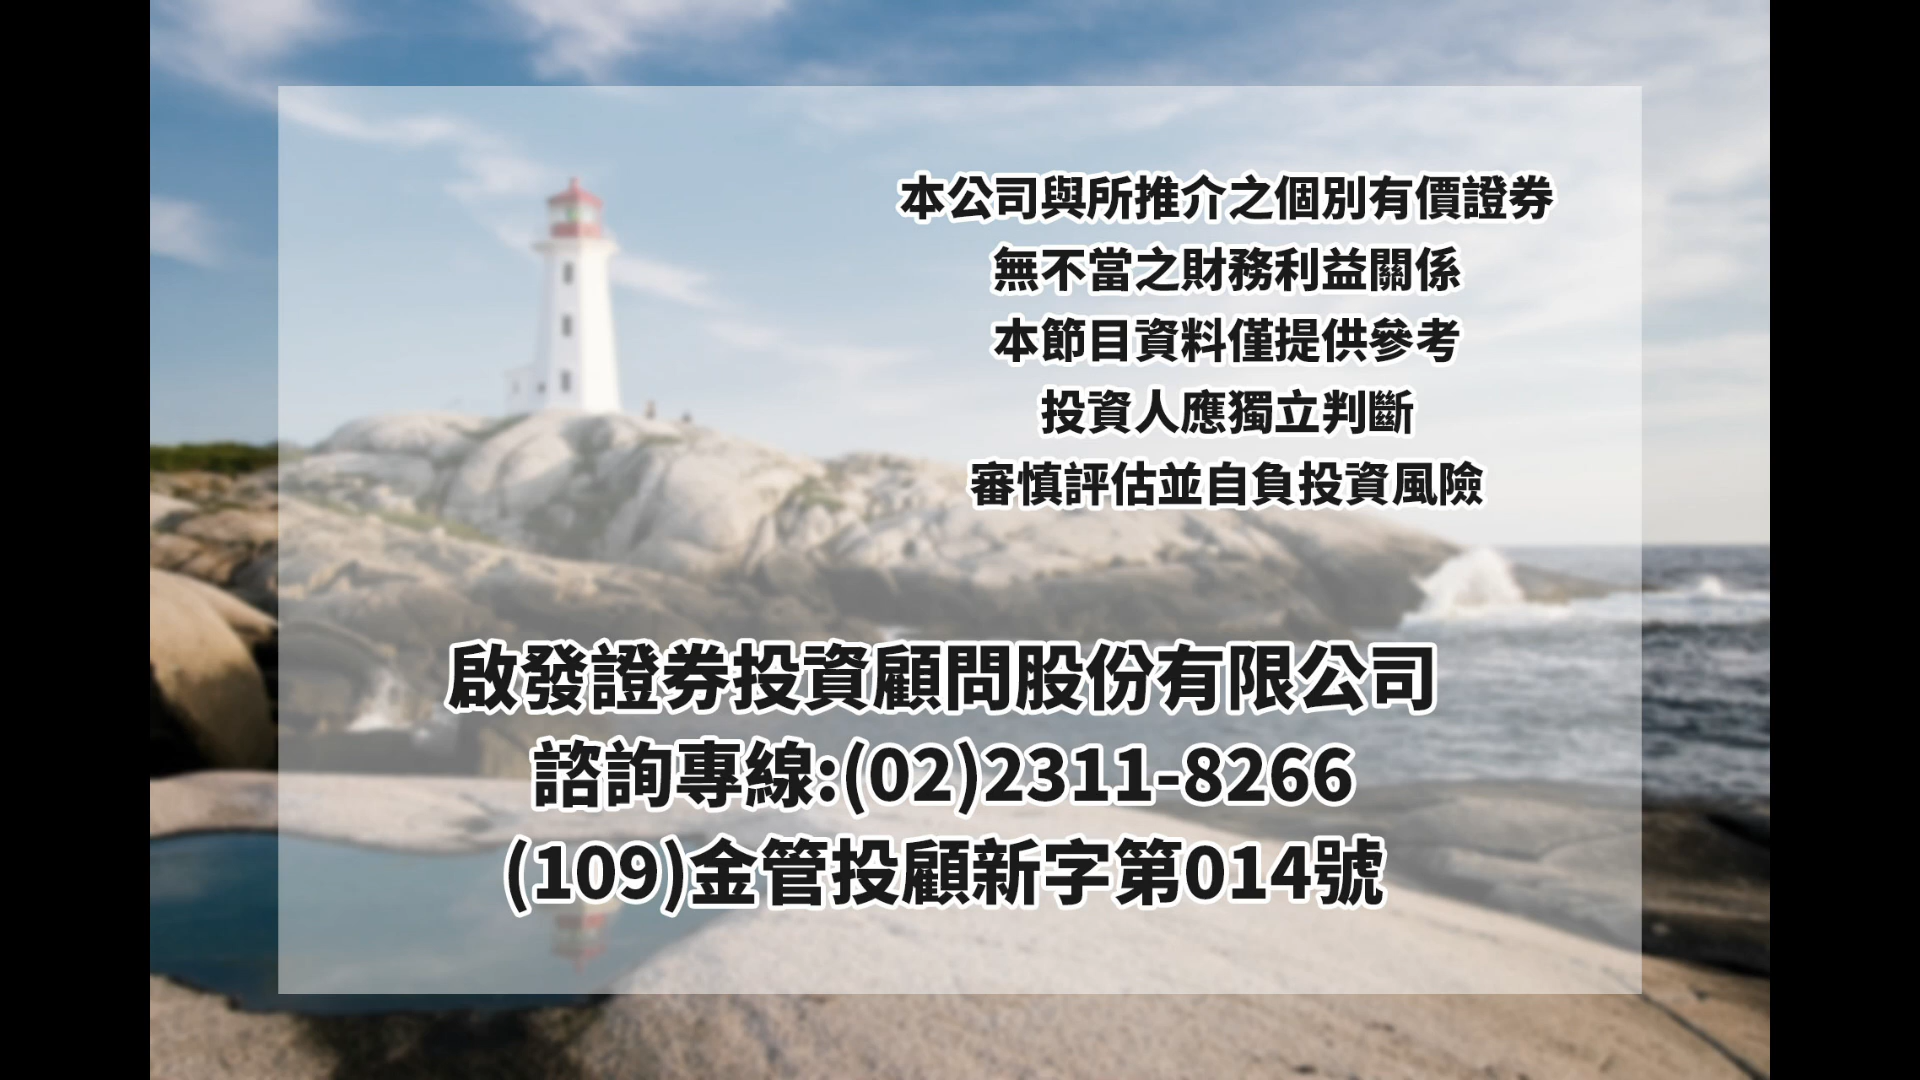 本公司與所推介之個別有價證券
無不當之財務利益關係
本節目資料僅提供參考
投資人應獨立判斷
審慎評估並自負投資風險
啟發證券投資顧問股份有限公司
諮詢專線:(02)2311-8266
(109)金管投顧新字第014號